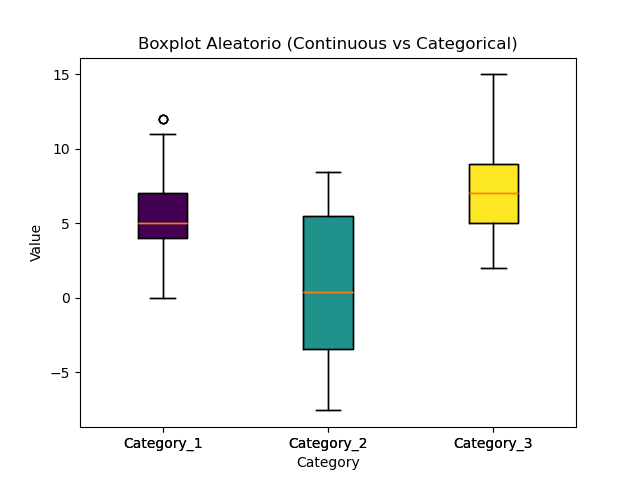 Boxplot Aleatorio (Continuous vs Categorical)
15
10
5
0
−5
Value
Category_1 Category_2 Category_3
Category